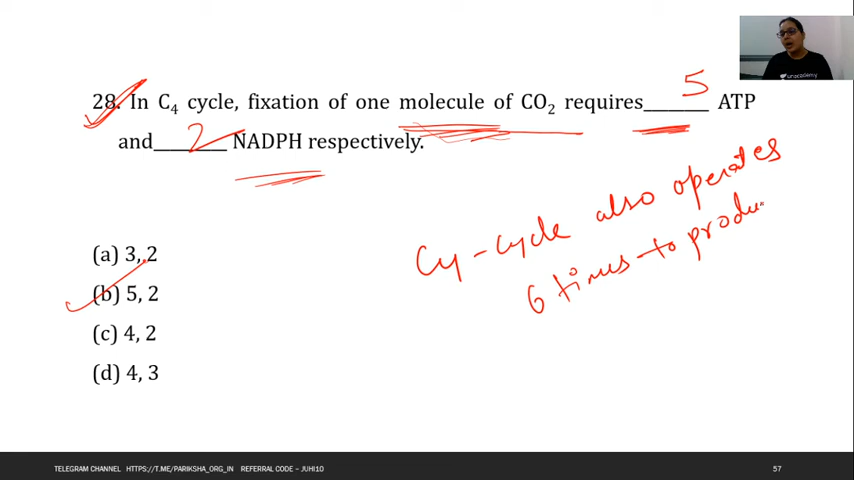 unacademy
28. In C4 cycle, fixation of one molecule of CO2 requires 5 ATP
and 2 NADPH respectively.
C4-cycle also operates
6 times to produ
(a) 3, 2
(b) 5, 2
(c) 4, 2
(d) 4, 3
TELEGRAM CHANNEL HTTPS://T.ME/PARIKSHA_ORG_IN REFERRAL CODE – JUHI10
57